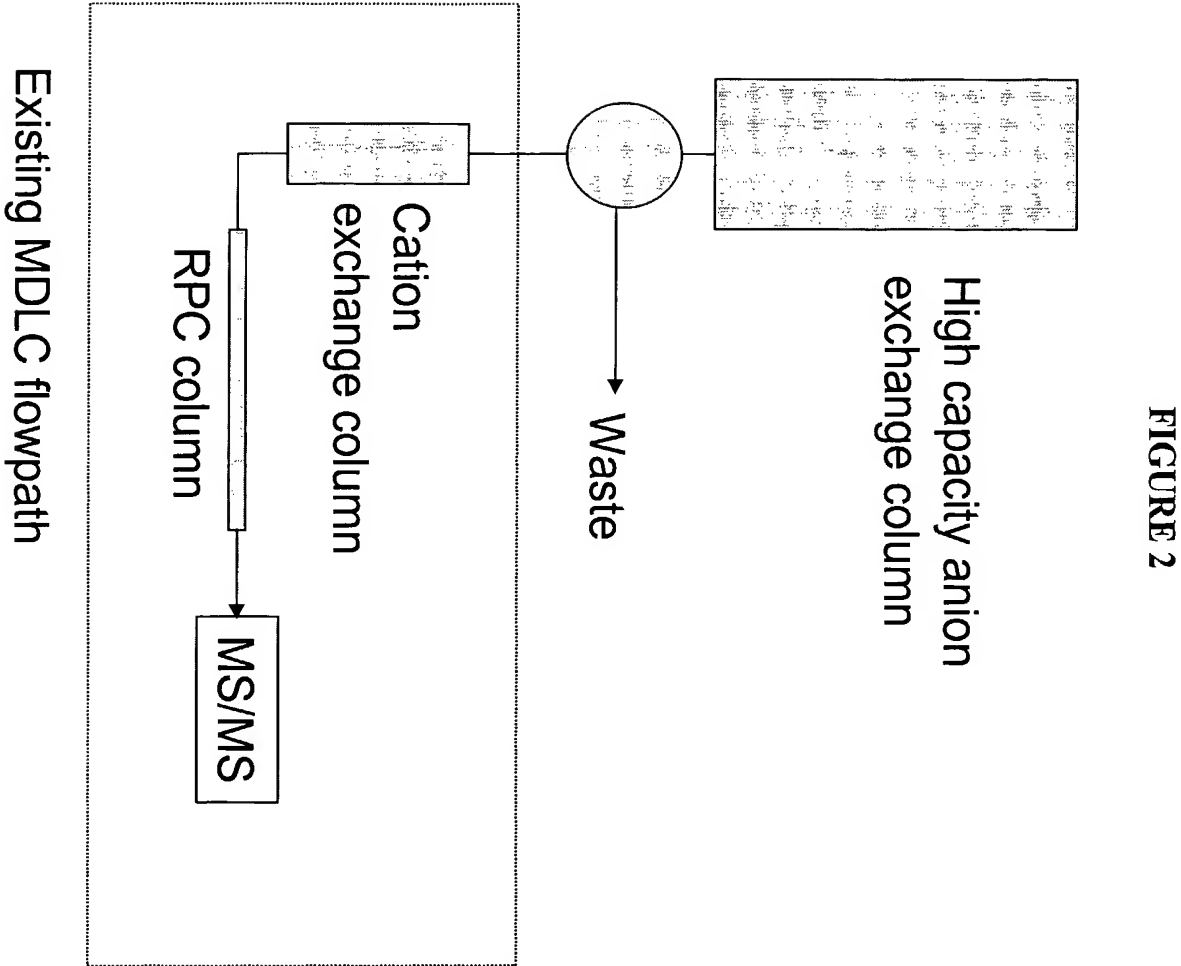 FIGURE 2
High capacity anion
exchange column
Waste
Cation
exchange column
RPC column
MS/MS
Existing MDLC flowpath